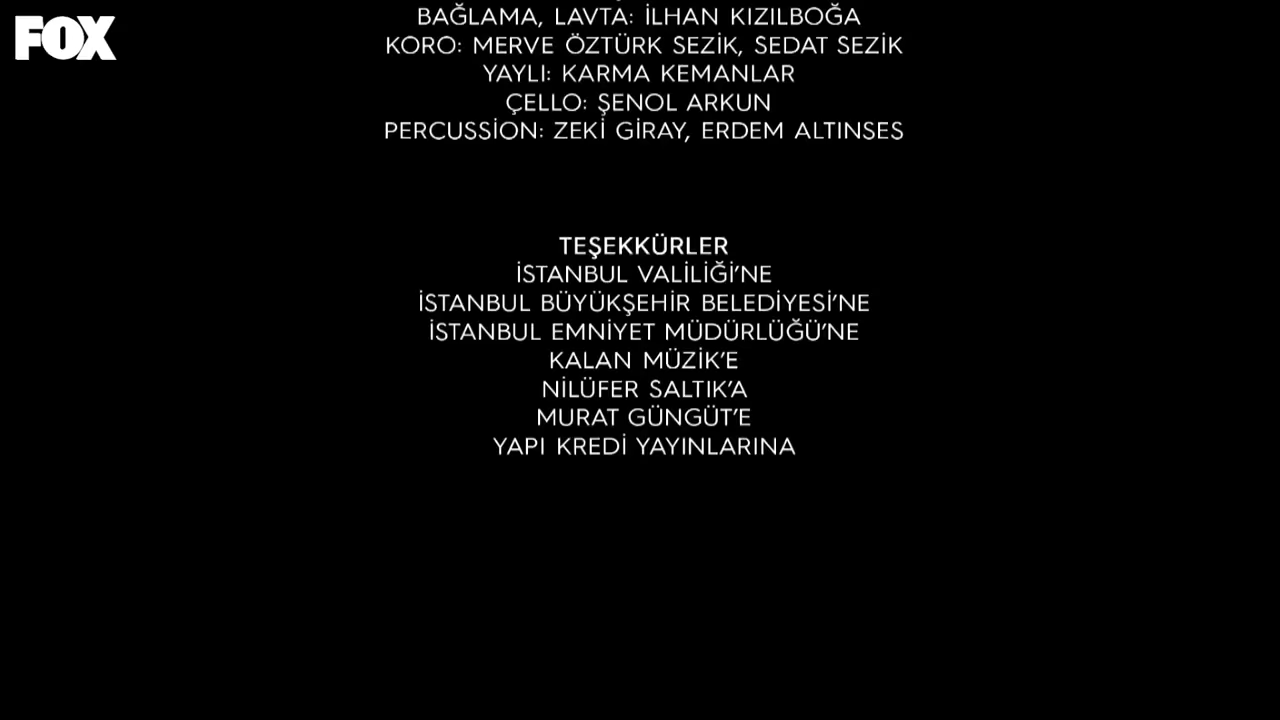 FOX
BAĞLAMA, LAVTA: İLHAN KIZILBOĞA
KORO: MERVE ÖZTÜRK SEZİK, SEDAT SEZİK
YAYLI: KARMA KEMANLAR
ÇELLO: ŞENOL ARKUN
PERCUSSİON: ZEKİ GİRAY, ERDEM ALTINSES
TEŞEKKÜRLER
İSTANBUL VALİLİĞİ'NE
İSTANBUL BÜYÜKŞEHİR BELEDİYESİ'NE
İSTANBUL EMNİYET MÜDÜRLÜĞÜ'NE
KALAN MÜZİK'E
NİLÜFER SALTIK'A
MURAT GÜNGÜT'E
YAPI KREDİ YAYINLARINA